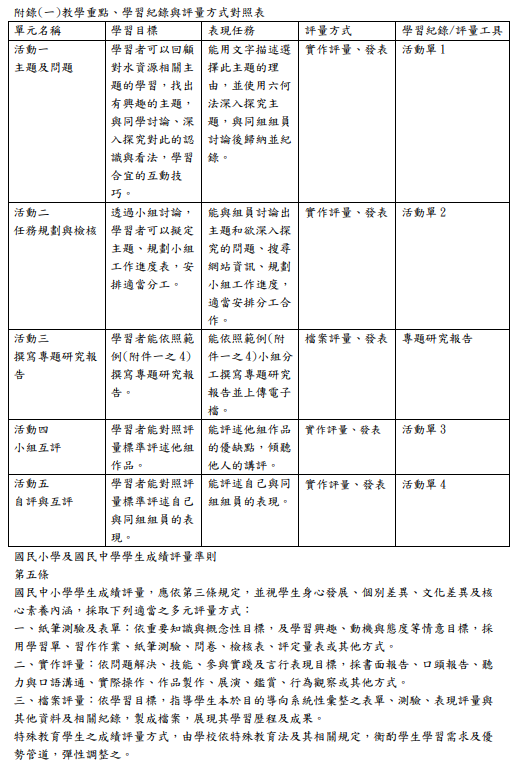 附錄(一)教學重點、學習紀錄與評量方式對照表
單元名稱 學習目標 表現任務 評量方式 學習紀錄/評量工具
活動一
主題及問題
學習者可以回顧
對水資源相關主
題的學習，找出
有興趣的主題，
與同學討論、深
入探究對此的認
識與看法，學習
合宜的互動技
巧。
能用文字描述選
擇此主題的理
由，並使用六何
法深入探究主
題，與同組組員
討論後歸納並紀
錄。
實作評量、發表
活動單 1
活動二
任務規劃與檢核
透過小組討論，
學習者可以擬定
主題、規劃小組
工作進度表，安
排適當分工。
能與組員討論出
主題和欲深入探
究的問題、搜尋
網站資訊、規劃
小組工作進度，
適當安排分工合
作。
實作評量、發表
活動單 2
活動三
撰寫專題研究報
告
學習者能依照範
例(附件一之 4)
撰寫專題研究報
告。
能依照範例(附
件一之 4)小組分
工撰寫專題研究
報告並上傳電子
檔。
檔案評量、發表
專題研究報告
活動四
小組互評
學習者能對照評
量標準評述他組
作品。
能評述他組作品
的優缺點，傾聽
他人的講評。
實作評量、發表
活動單 3
活動五
自評與互評
學習者能對照評
量標準評述自己
與同組組員的表
現。
能評述自己與同
組組員的表現。
實作評量、發表
活動單 4
國民小學及國民中學學生成績評量準則
第五條
國民中小學學生成績評量，應依第三條規定，並視學生身心發展、個別差異、文化差異及核
心素養內涵，採取下列適當之多元評量方式：
一、紙筆測驗及表單：依重要知識與概念性目標，及學習興趣、動機與態度等情意目標，採
用學習單、習作作業、紙筆測驗、問卷、檢核表、評定量表或其他方式。
二、實作評量：依問題解決、技能、參與實踐及言行表現目標，採書面報告、口頭報告、聽
力與口語溝通、實際操作、作品製作、展演、鑑賞、行為觀察或其他方式。
三、檔案評量：依學習目標，指導學生本於目的導向系統性彙整之表單、測驗、表現評量與
其他資料及相關紀錄，製成檔案，展現其學習歷程及成果。
特殊教育學生之成績評量方式，由學校依特殊教育法及其相關規定，衡酌學生學習需求及優
勢管道，彈性調整之。